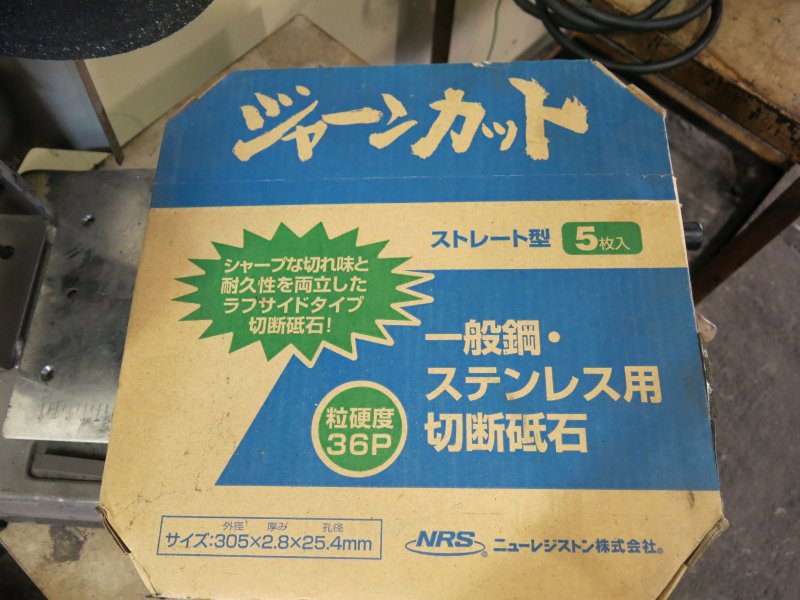 ジャーンカット
ストレート型 5枚入
シャープな切れ味と
耐久性を両立した
ラフサイドタイプ
切断砥石!
一般鋼・
ステンレス用
切断砥石
粒硬度
36P
外径 厚み 孔径
サイズ:305×2.8×25.4mm
NRS® ニューレジストン株式会社®